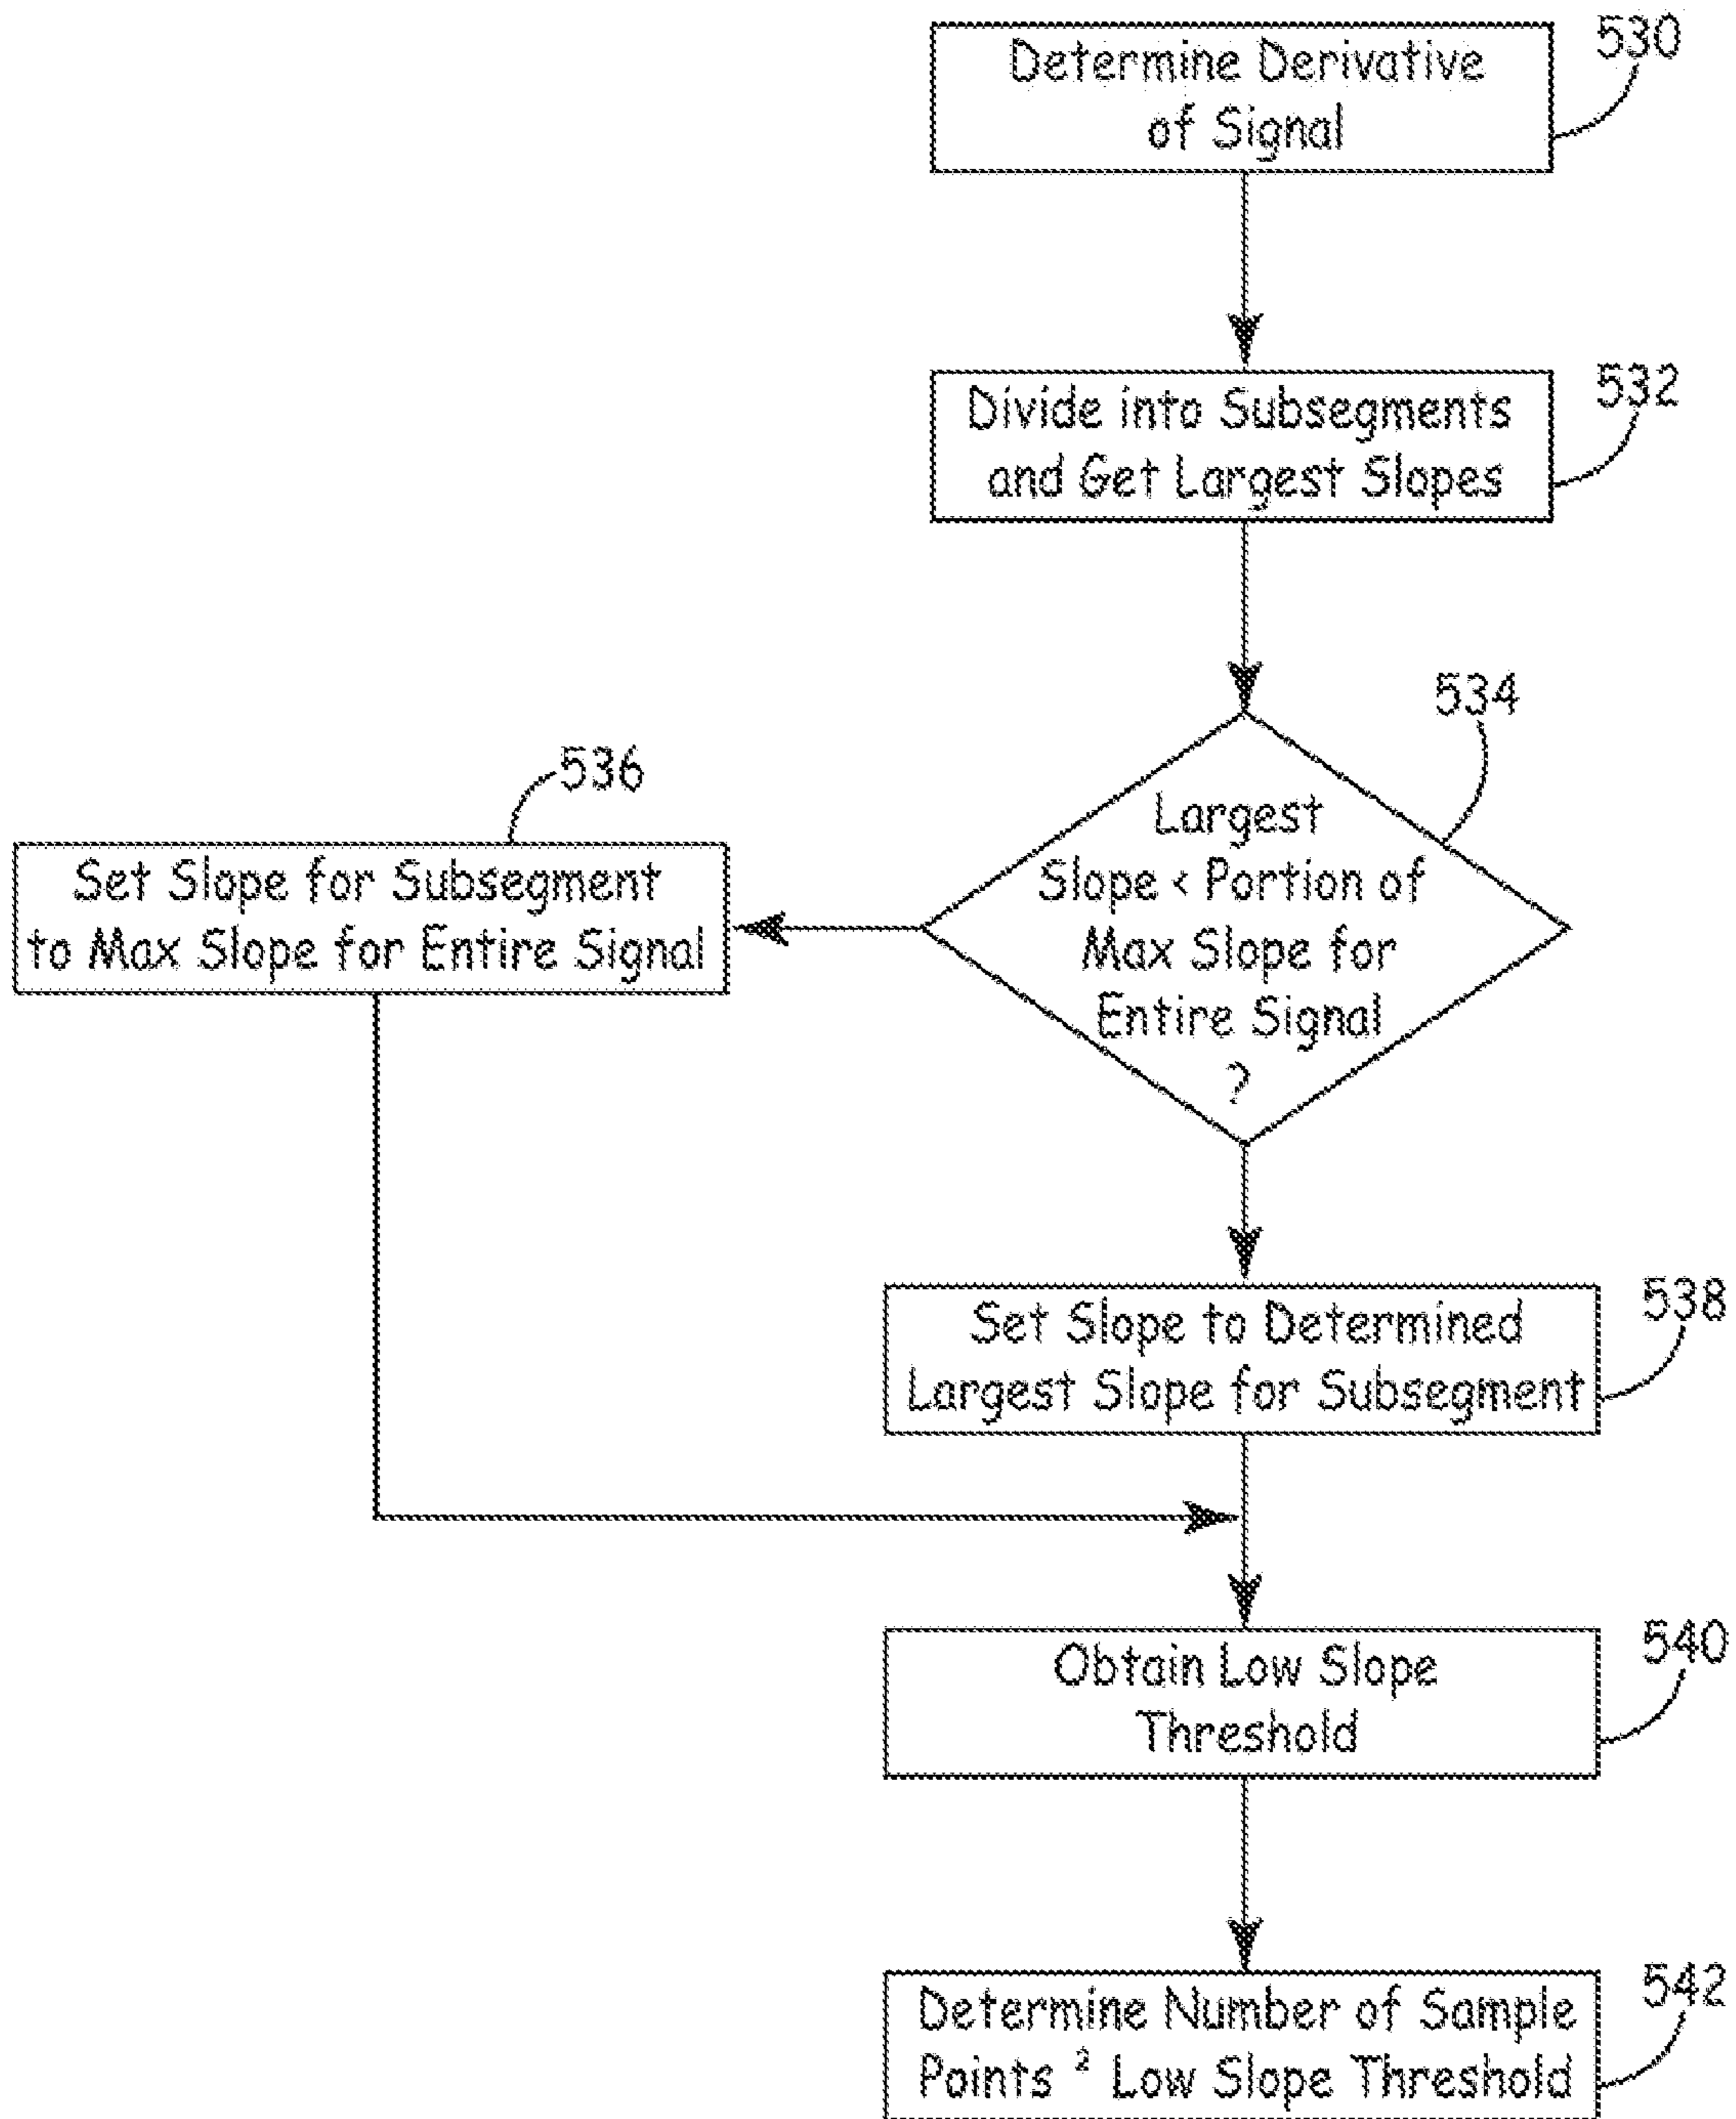 530
Determine Derivative
of Signal
532
Divide into Subsegments
and Get Largest Slopes
534
536
Largest
Slope < Portion of
Max Slope for
Entire Signal
?
Set Slope for Subsegment
to Max Slope for Entire Signal
538
Set Slope to Determined
Largest Slope for Subsegment
540
Obtain Low Slope
Threshold
542
Determine Number of Sample
Points ² Low Slope Threshold